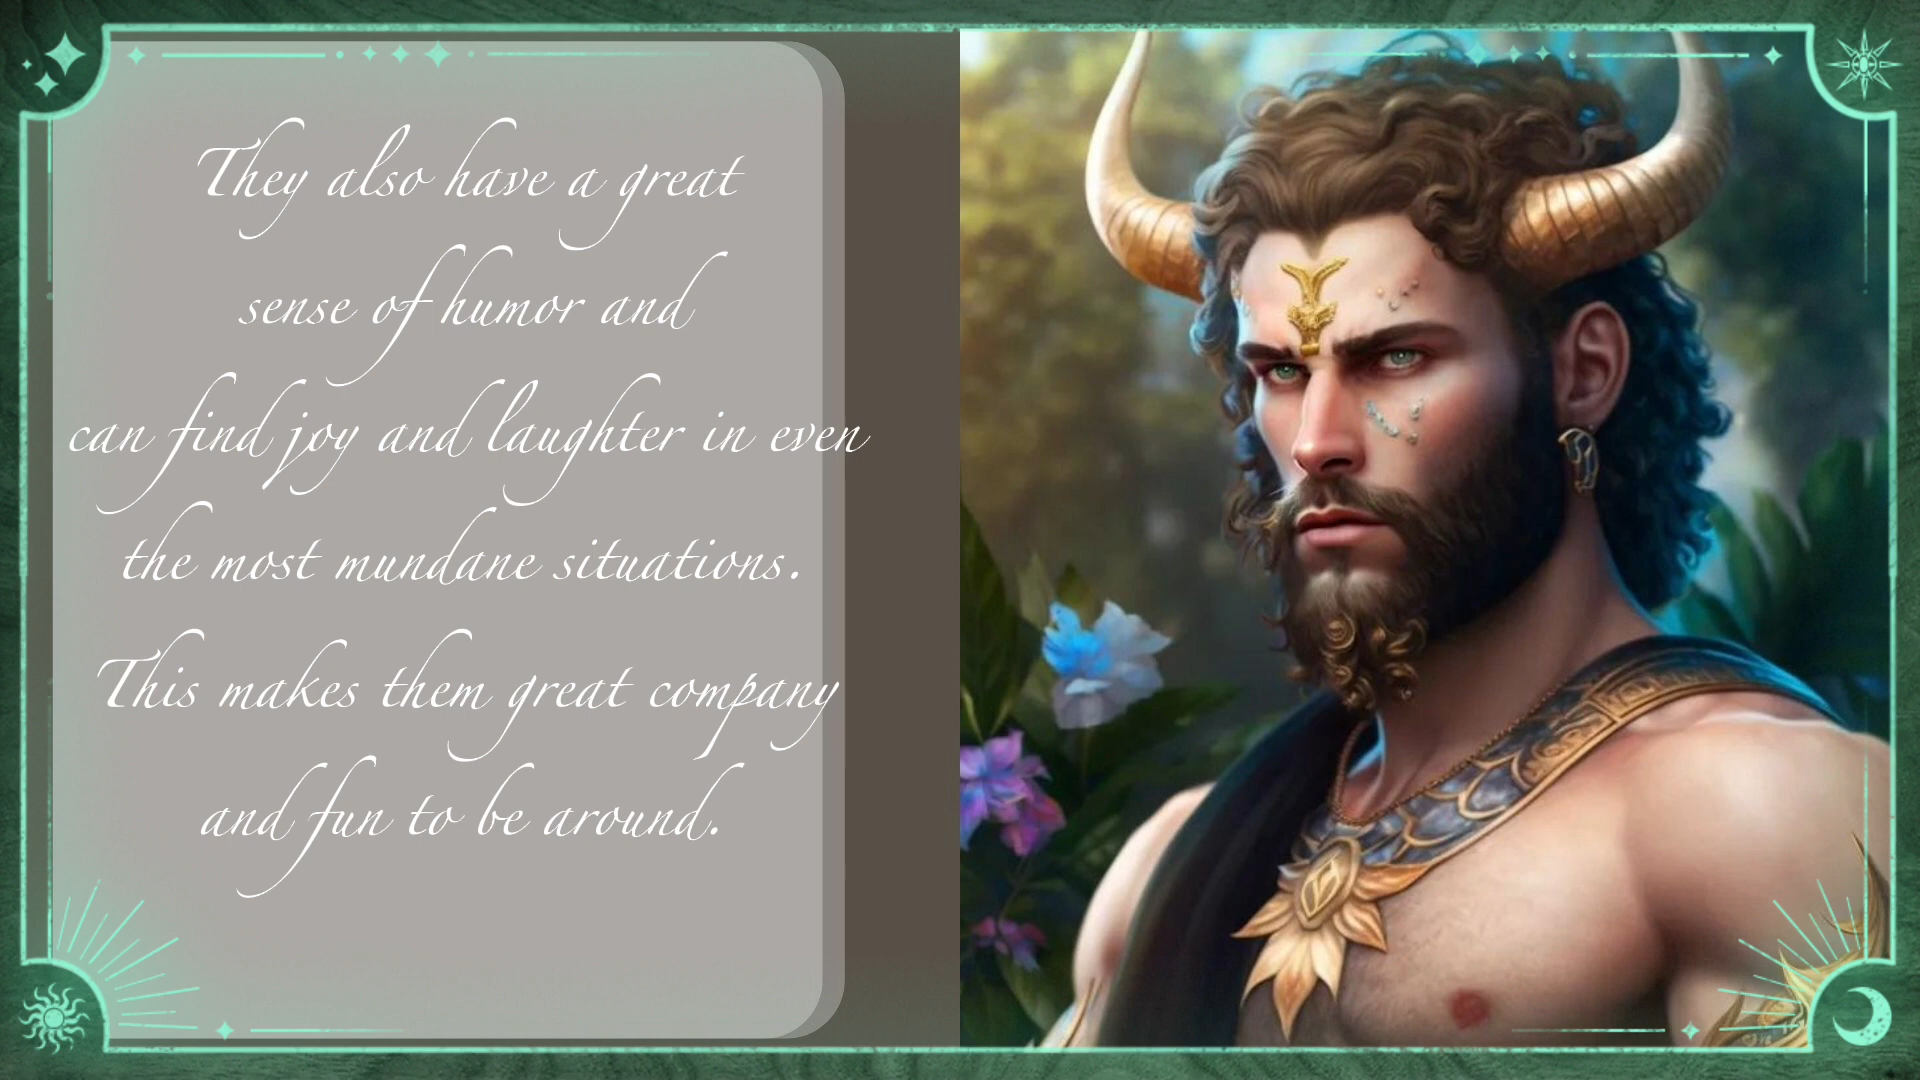 They also have a great
sense of humor and
can find joy and laughter in even
the most mundane situations.
This makes them great company
and fun to be around.